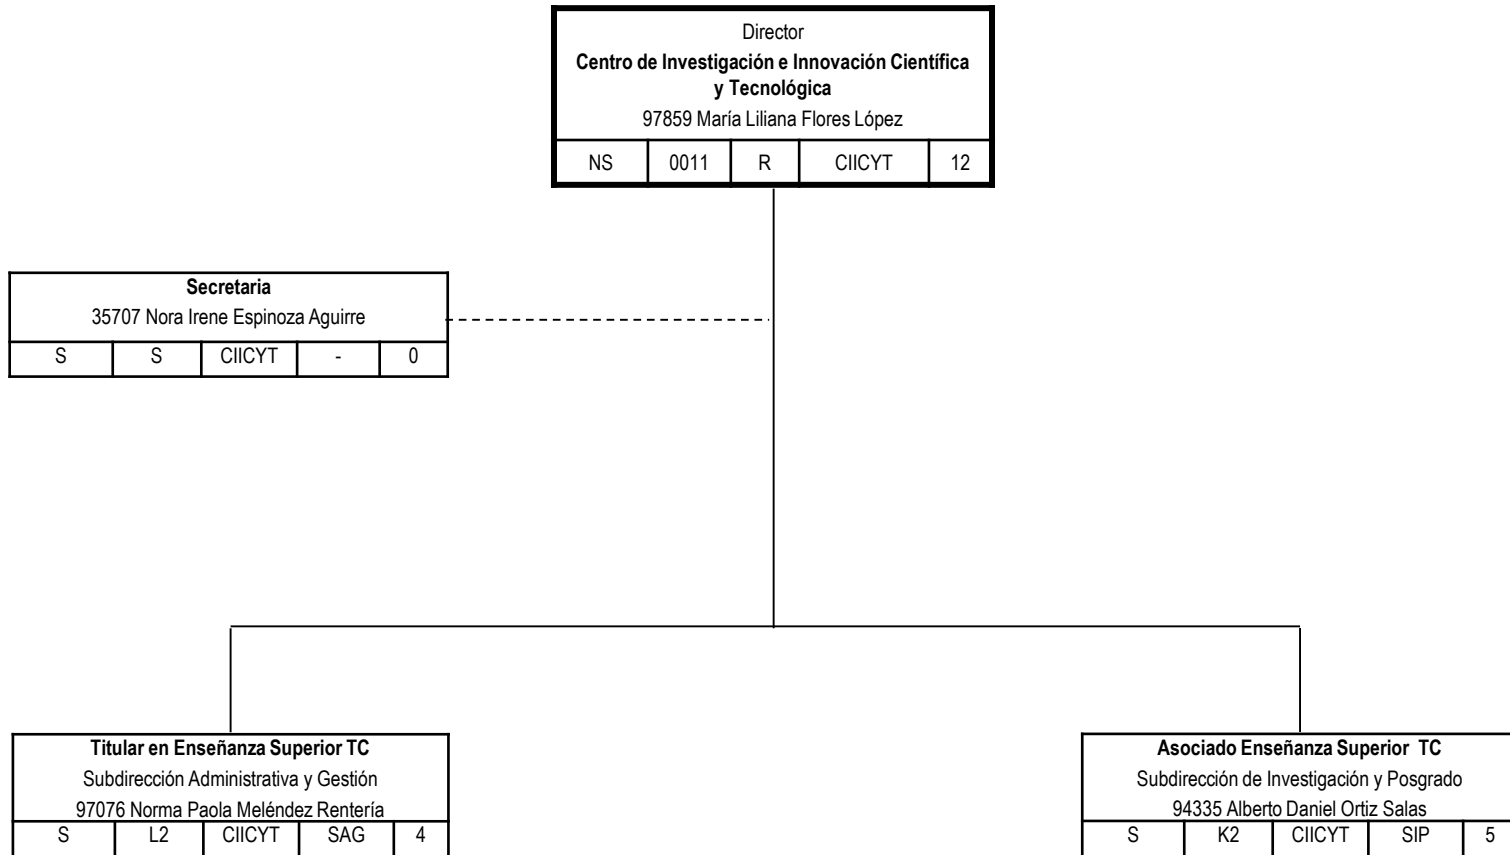 Director
Centro de Investigación e Innovación Científica
y Tecnológica
97859 María Liliana Flores López
NS 0011 R CIICYT 12
Secretaria
35707 Nora Irene Espinoza Aguirre
S S CIICYT - 0
Titular en Enseñanza Superior TC
Subdirección Administrativa y Gestión
97076 Norma Paola Meléndez Rentería
S L2 CIICYT SAG 4
Asociado Enseñanza Superior TC
Subdirección de Investigación y Posgrado
94335 Alberto Daniel Ortiz Salas
S K2 CIICYT SIP 5